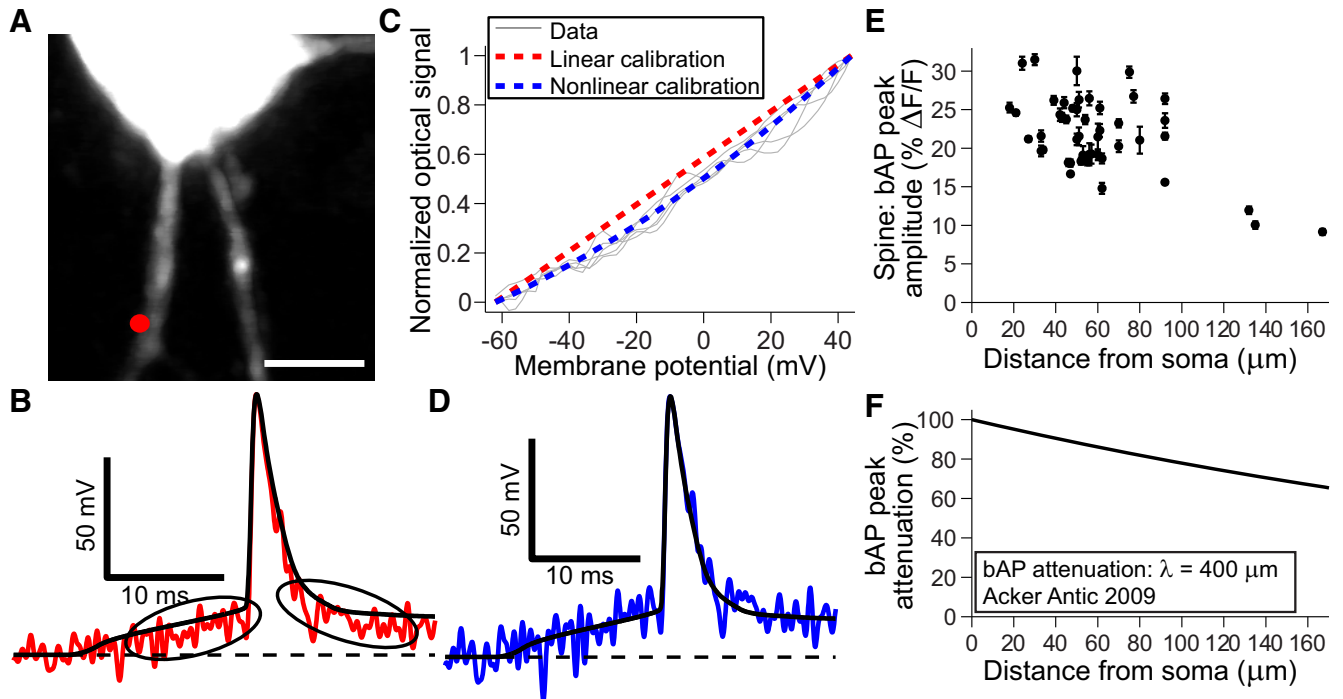 A
B
50 mV
10 ms
C
Data
Linear calibration
Nonlinear calibration
Normalized optical signal
1
0.8
0.6
0.4
0.2
0
-60 -40 -20 0 20 40
Membrane potential (mV)
D
50 mV
10 ms
E
Spine: bAP peak
amplitude (% ΔF/F)
30
25
20
15
10
5
0
0 20 40 60 80 100 120 140 160
Distance from soma (μm)
F
bAP peak
attenuation (%)
100
80
60
40
20
0
bAP attenuation: λ = 400 μm
Acker Antic 2009
0 20 40 60 80 100 120 140 160
Distance from soma (μm)